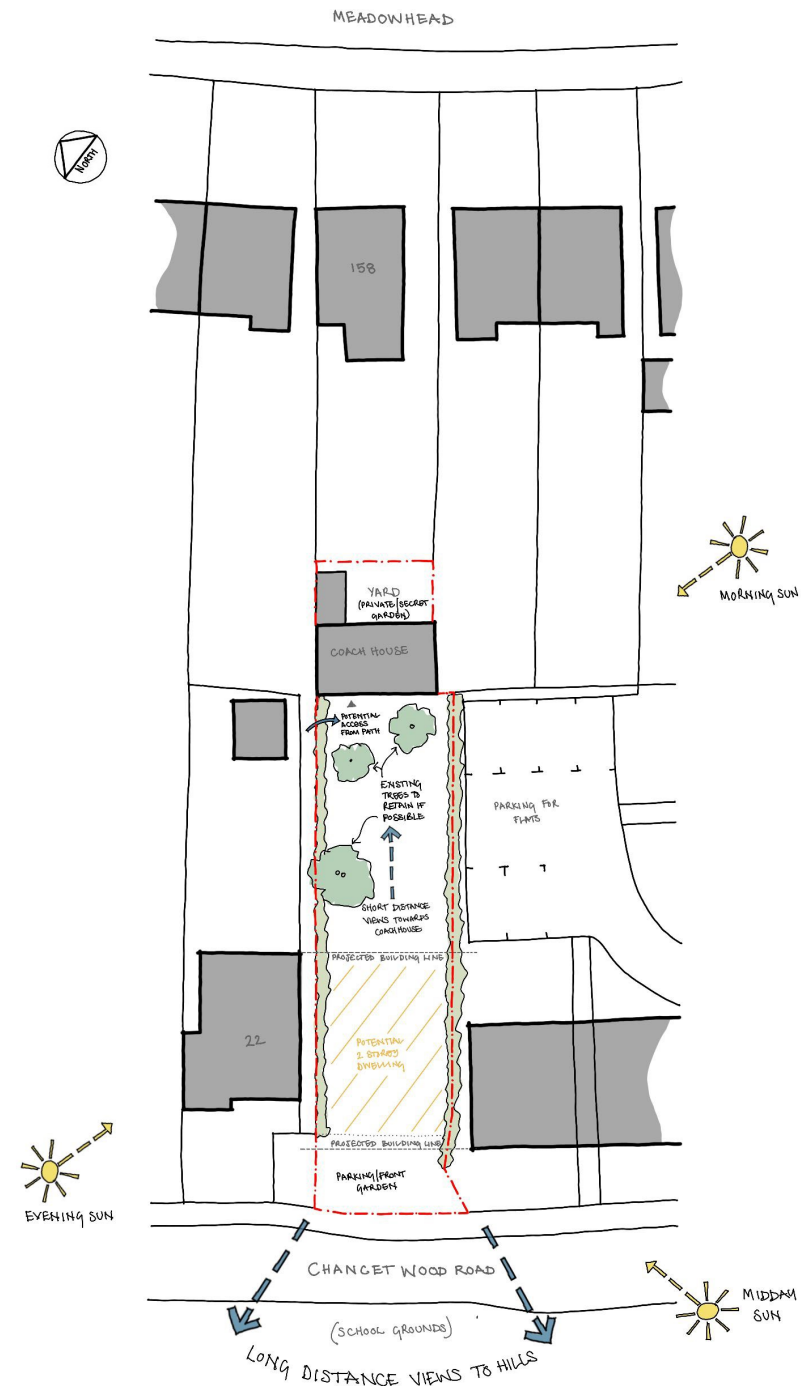 MEADOWHEAD
NORTH
158
MORNING SUN
YARD
(PRIVATE/SECRET
GARDEN)
COACH HOUSE
POTENTIAL
ACCESS
FROM PATH
EXISTING
TREES TO
RETAIN IF
POSSIBLE
PARKING FOR
FLATS
SHORT DISTANCE
VIEWS TOWARDS
COACHHOUSE
PROJECTED BUILDING LINE
22
POTENTIAL
2 STOREY
DWELLING
PROJECTED BUILDING LINE
PARKING/FRONT
GARDEN
EVENING SUN
CHANCET WOOD ROAD
MIDDAY
SUN
(SCHOOL GROUNDS)
LONG DISTANCE VIEWS TO HILLS